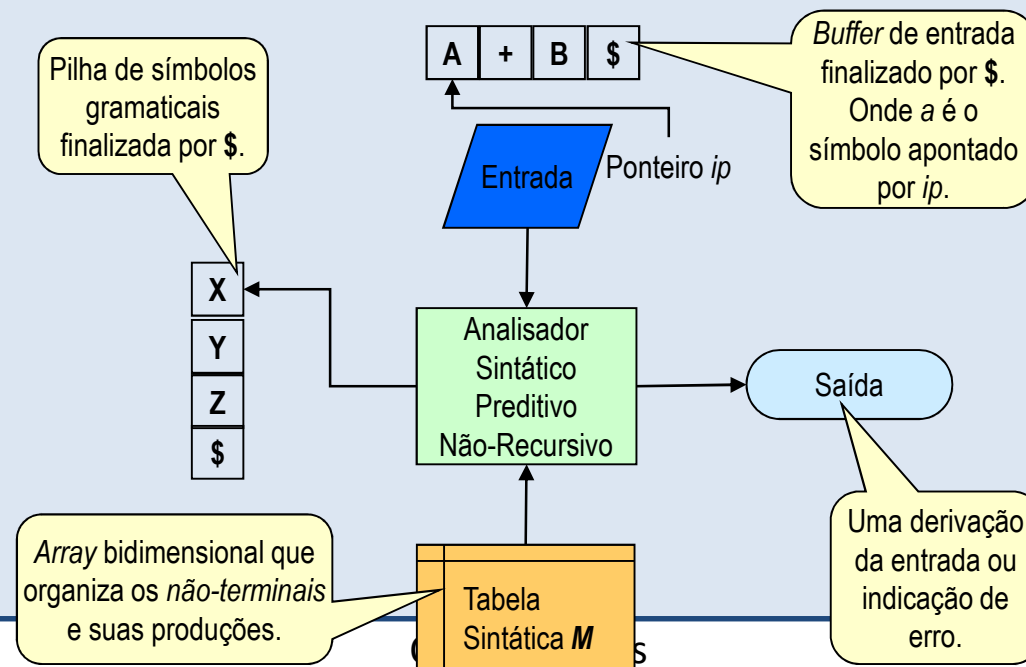 A + B $
Buffer de entrada
finalizado por $.
Onde a é o
símbolo apontado
por ip.
Pilha de símbolos
gramaticais
finalizada por $.
Entrada
Ponteiro ip
X
Y
Z
$
Analisador
Sintático
Preditivo
Não-Recursivo
Saída
Array bidimensional que
organiza os não-terminais
e suas produções.
Tabela
Sintática M
Uma derivação
da entrada ou
indicação de
erro.